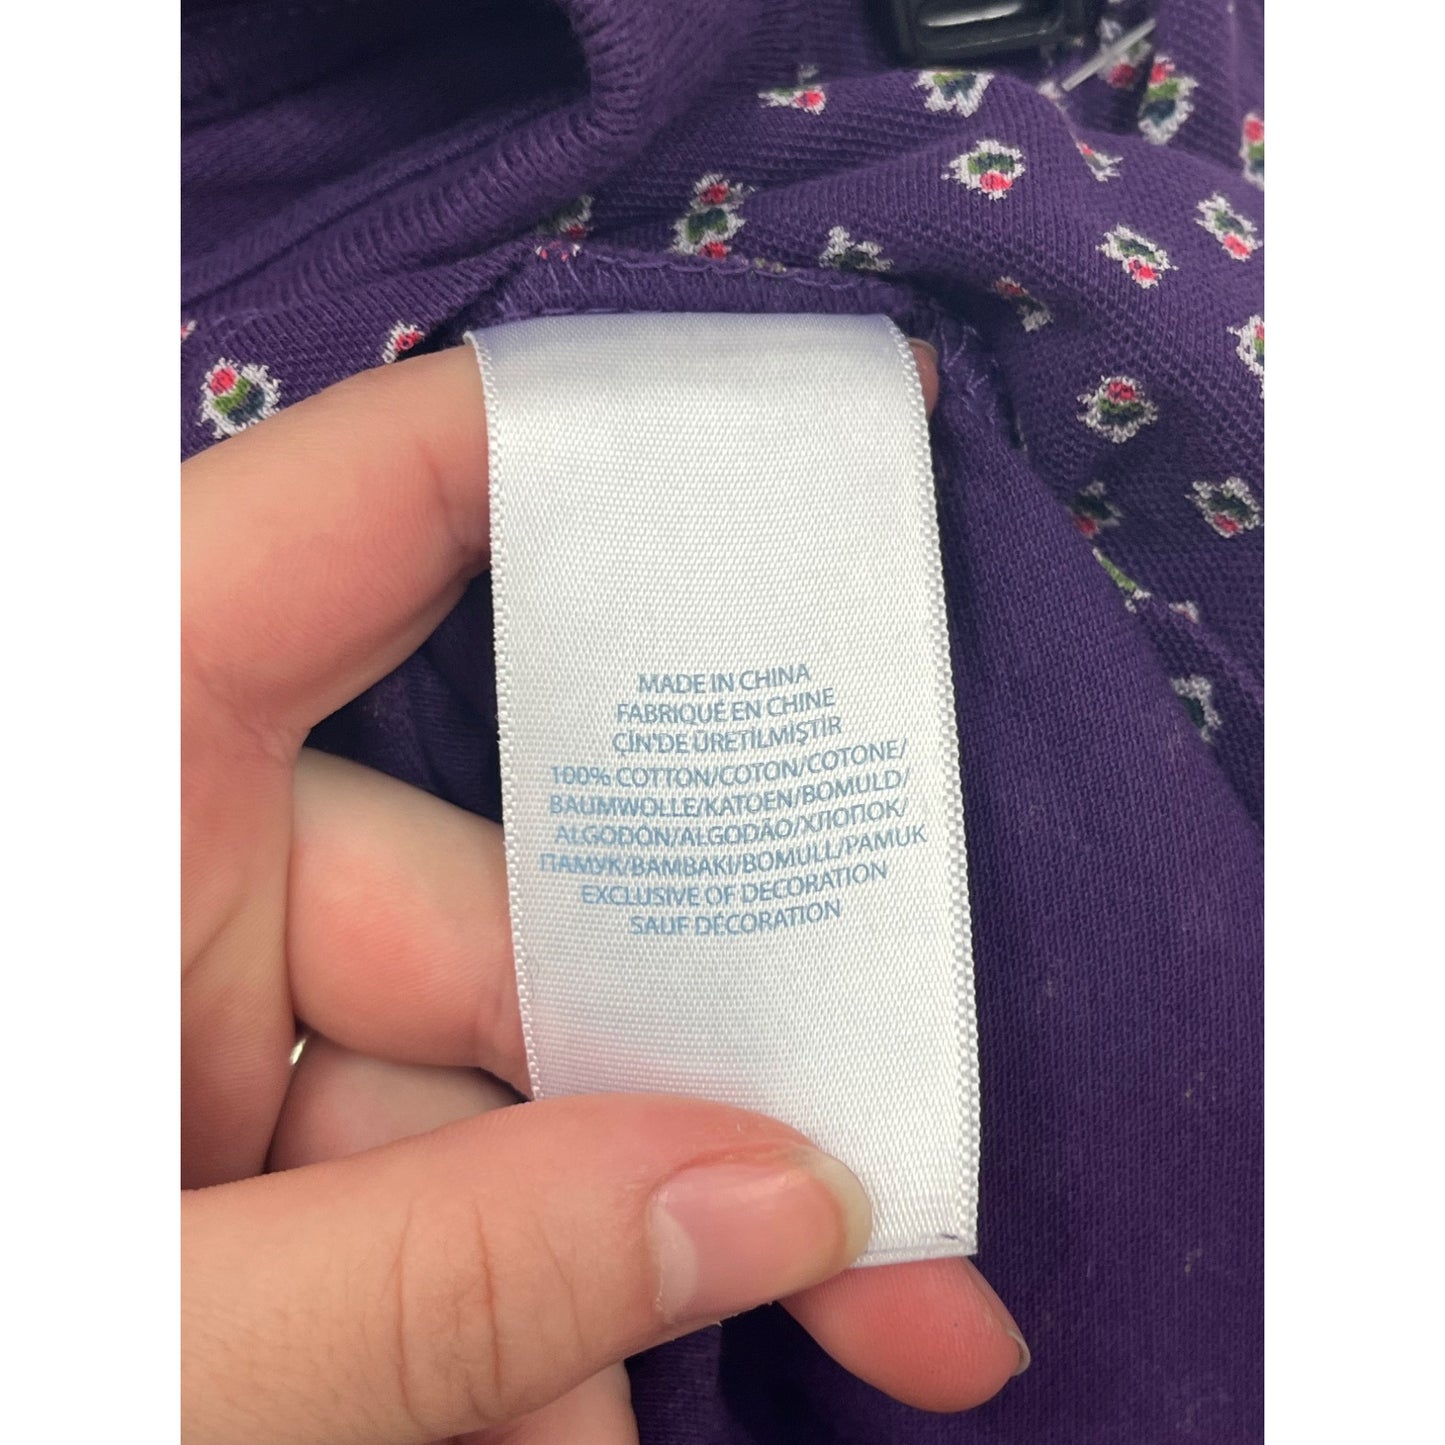 MADE IN CHINA
FABRIQUÉ EN CHINE
ÇİN'DE ÜRETİLMİŞTİR
100% COTTON/COTON/COTONE/
BAUMWOLLE/KATOEN/BOMULD/
ALGODÓN/ALGODÃO/ХЛОПОК/
ПАМУК/ΒΑΜΒΑΚΙ/BOMULL/PAMUK
EXCLUSIVE OF DECORATION
SAUF DÉCORATION